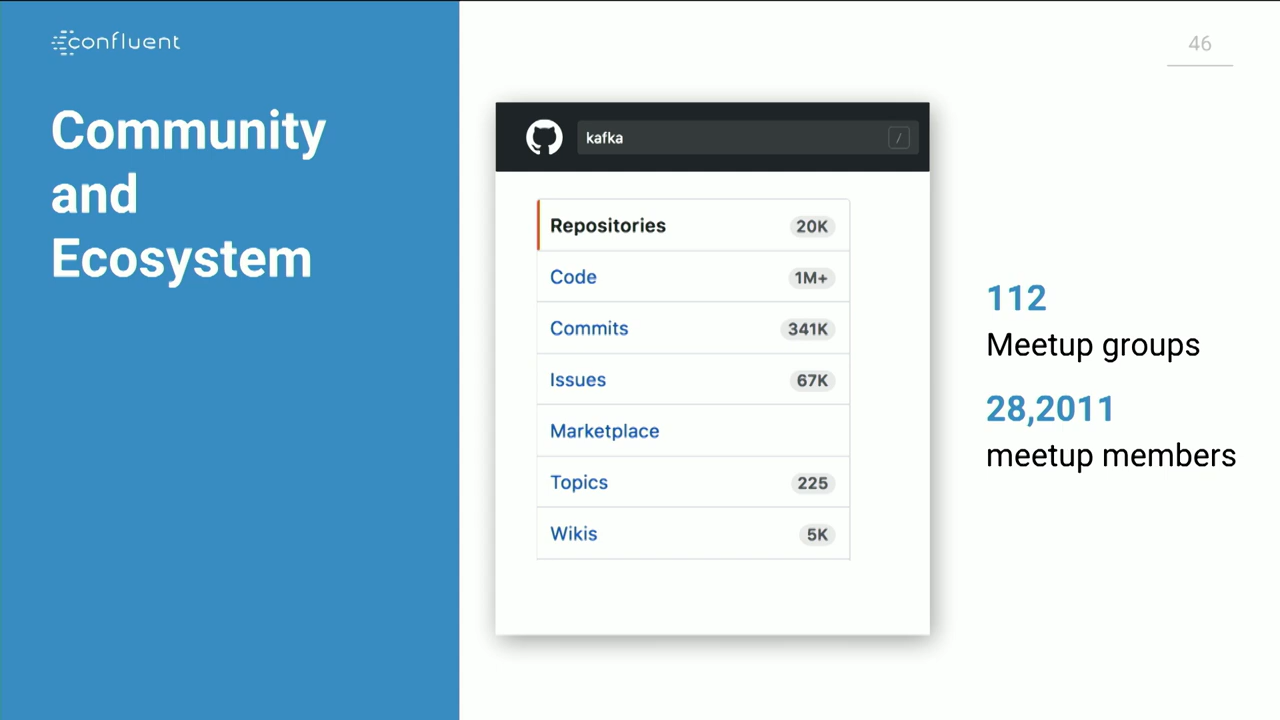 confluent
46
Community
and
Ecosystem
kafka
/
Repositories 20K
Code 1M+
Commits 341K
Issues 67K
Marketplace
Topics 225
Wikis 5K
112
Meetup groups
28,2011
meetup members